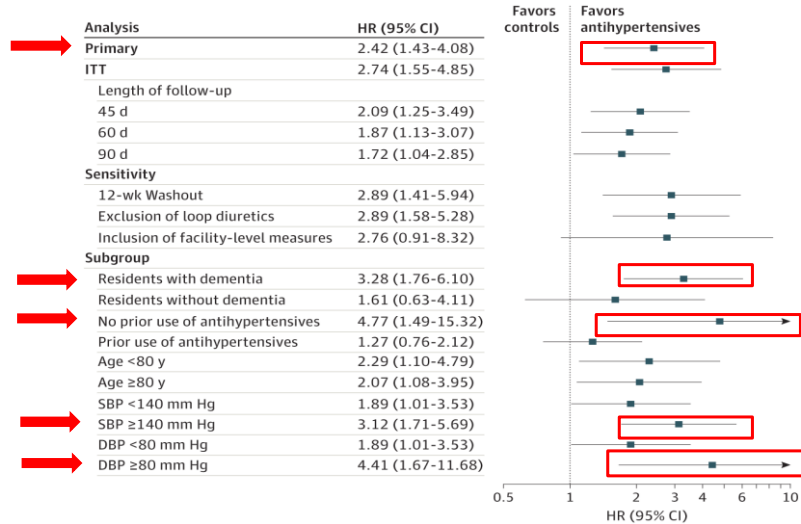 Favors controls
Favors antihypertensives
Analysis HR (95% CI)
Primary 2.42 (1.43-4.08)
ITT 2.74 (1.55-4.85)
Length of follow-up
45 d 2.09 (1.25-3.49)
60 d 1.87 (1.13-3.07)
90 d 1.72 (1.04-2.85)
Sensitivity
12-wk Washout 2.89 (1.41-5.94)
Exclusion of loop diuretics 2.89 (1.58-5.28)
Inclusion of facility-level measures 2.76 (0.91-8.32)
Subgroup
Residents with dementia 3.28 (1.76-6.10)
Residents without dementia 1.61 (0.63-4.11)
No prior use of antihypertensives 4.77 (1.49-15.32)
Prior use of antihypertensives 1.27 (0.76-2.12)
Age <80 y 2.29 (1.10-4.79)
Age ≥80 y 2.07 (1.08-3.95)
SBP <140 mm Hg 1.89 (1.01-3.53)
SBP ≥140 mm Hg 3.12 (1.71-5.69)
DBP <80 mm Hg 1.89 (1.01-3.53)
DBP ≥80 mm Hg 4.41 (1.67-11.68)
0.5 1 2 3 4 6 10
HR (95% CI)